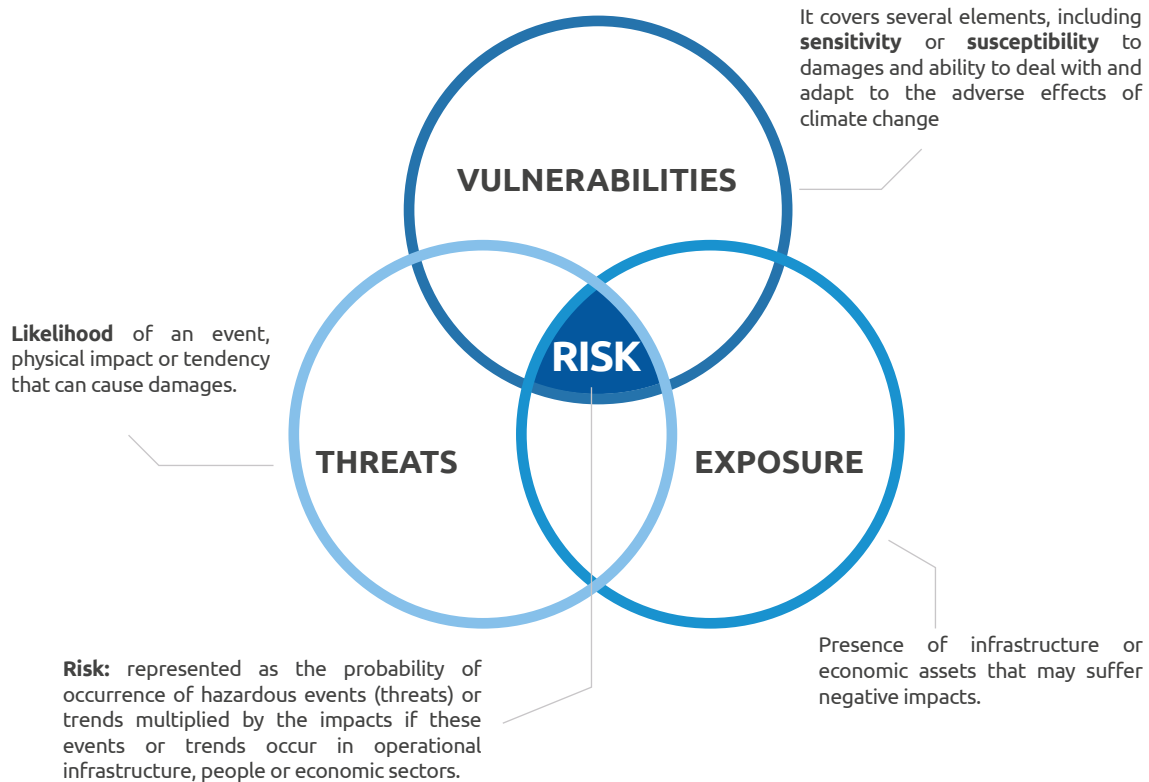 It covers several elements, including
sensitivity or susceptibility to
damages and ability to deal with and
adapt to the adverse effects of
climate change
VULNERABILITIES
Likelihood of an event,
physical impact or tendency
that can cause damages.
RISK
THREATS
EXPOSURE
Risk: represented as the probability of
occurrence of hazardous events (threats) or
trends multiplied by the impacts if these
events or trends occur in operational
infrastructure, people or economic sectors.
Presence of infrastructure or
economic assets that may suffer
negative impacts.